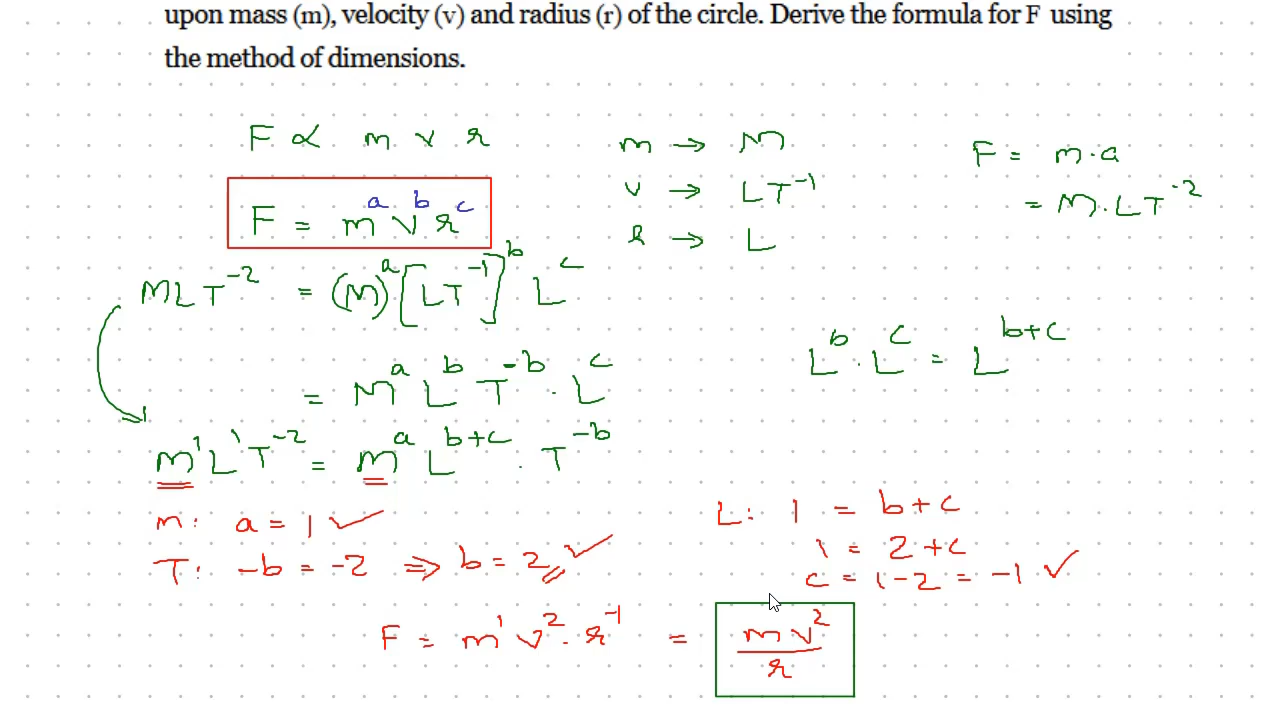 upon mass (m), velocity (v) and radius (r) of the circle. Derive the formula for F using
the method of dimensions.
F ∝ m v r
m → M
F = m·a
v → LT⁻¹
= M·LT⁻²
F = mᵃ vᵇ rᶜ
r → L
MLT⁻² = (M)ᵃ [LT⁻¹]ᵇ Lᶜ
Lᵇ · Lᶜ = Lᵇ⁺ᶜ
= Mᵃ Lᵇ T⁻ᵇ · Lᶜ
M¹L¹T⁻² = Mᵃ Lᵇ⁺ᶜ · T⁻ᵇ
M: a = 1 ✓
L: 1 = b+c
T: -b = -2 ⇒ b = 2 ✓
1 = 2+c
c = 1-2 = -1 ✓
F = m¹ v² · r⁻¹ = mv²/r